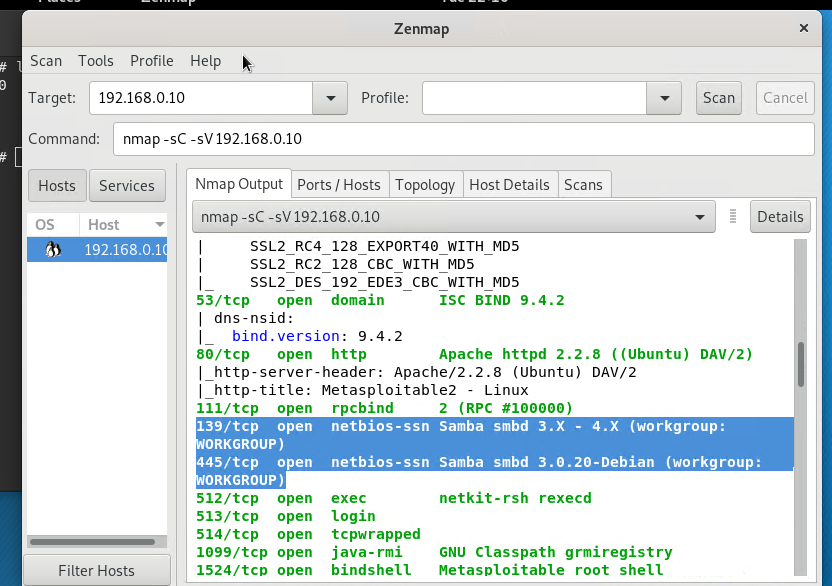 Zenmap
Scan Tools Profile Help
Target: 192.168.0.10 Profile: Scan Cancel
Command: nmap -sC -sV 192.168.0.10
Hosts Services
Nmap Output Ports / Hosts Topology Host Details Scans
OS Host
192.168.0.10
nmap -sC -sV 192.168.0.10 Details
|     SSL2_RC4_128_EXPORT40_WITH_MD5
|     SSL2_RC2_128_CBC_WITH_MD5
|_    SSL2_DES_192_EDE3_CBC_WITH_MD5
53/tcp   open  domain      ISC BIND 9.4.2
| dns-nsid:
|_  bind.version: 9.4.2
80/tcp   open  http        Apache httpd 2.2.8 ((Ubuntu) DAV/2)
|_http-server-header: Apache/2.2.8 (Ubuntu) DAV/2
|_http-title: Metasploitable2 - Linux
111/tcp  open  rpcbind     2 (RPC #100000)
139/tcp  open  netbios-ssn Samba smbd 3.X - 4.X (workgroup:
WORKGROUP)
445/tcp  open  netbios-ssn Samba smbd 3.0.20-Debian (workgroup:
WORKGROUP)
512/tcp  open  exec        netkit-rsh rexecd
513/tcp  open  login
514/tcp  open  tcpwrapped
1099/tcp open  java-rmi    GNU Classpath grmiregistry
1524/tcp open  bindshell   Metasploitable root shell
Filter Hosts